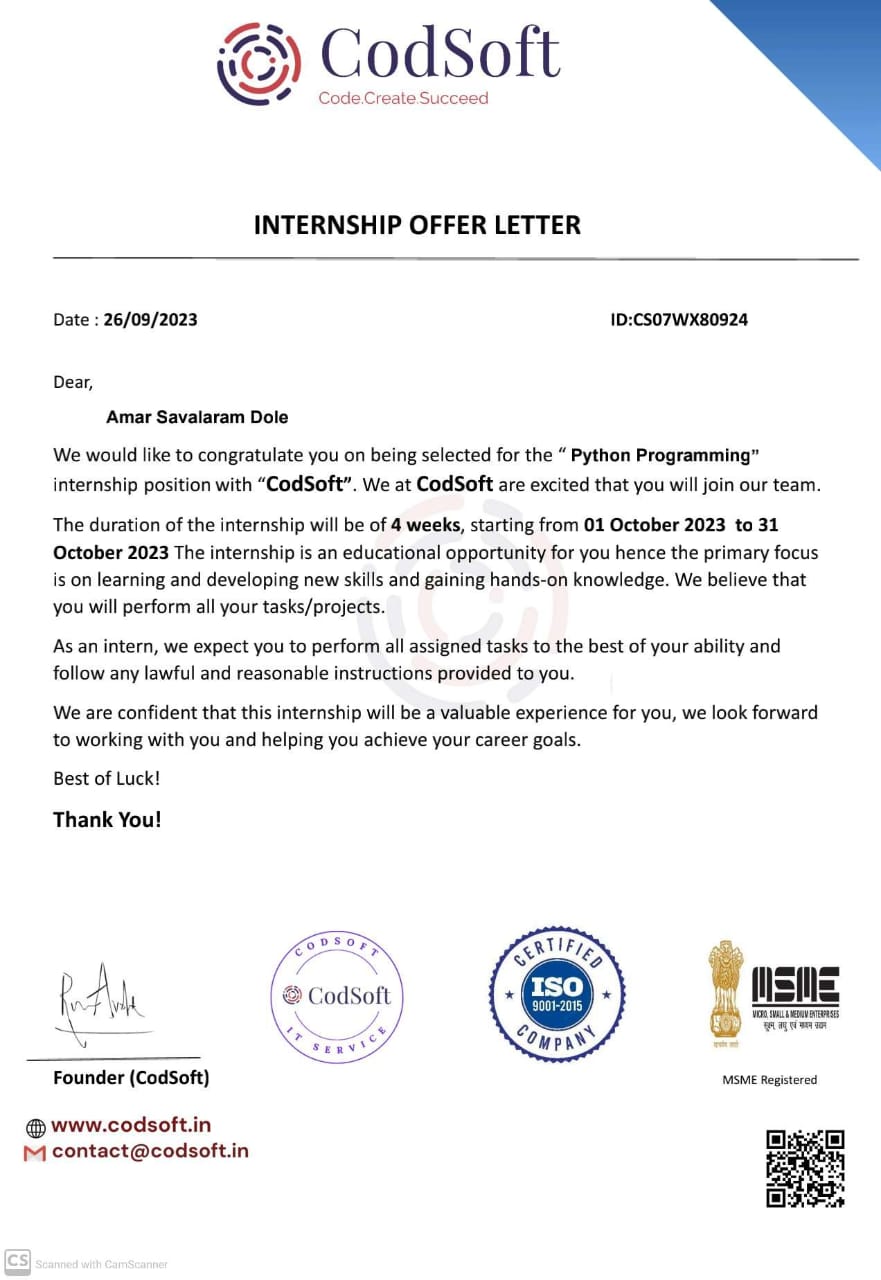 CodSoft
Code.Create.Succeed
INTERNSHIP OFFER LETTER
Date : 26/09/2023 ID:CS07WX80924
Dear,
Amar Savalaram Dole
We would like to congratulate you on being selected for the “ Python Programming”
internship position with “CodSoft”. We at CodSoft are excited that you will join our team.
The duration of the internship will be of 4 weeks, starting from 01 October 2023 to 31
October 2023 The internship is an educational opportunity for you hence the primary focus
is on learning and developing new skills and gaining hands-on knowledge. We believe that
you will perform all your tasks/projects.
As an intern, we expect you to perform all assigned tasks to the best of your ability and
follow any lawful and reasonable instructions provided to you.
We are confident that this internship will be a valuable experience for you, we look forward
to working with you and helping you achieve your career goals.
Best of Luck!
Thank You!
CODSOFT
CodSoft
IT SERVICE
CERTIFIED
ISO
9001-2015
COMPANY
MSME
MICRO, SMALL & MEDIUM ENTERPRISES
सूक्ष्म, लघु एवं मध्यम उद्यम
सत्यमेव जयते
Founder (CodSoft)
MSME Registered
www.codsoft.in
contact@codsoft.in
CS Scanned with CamScanner